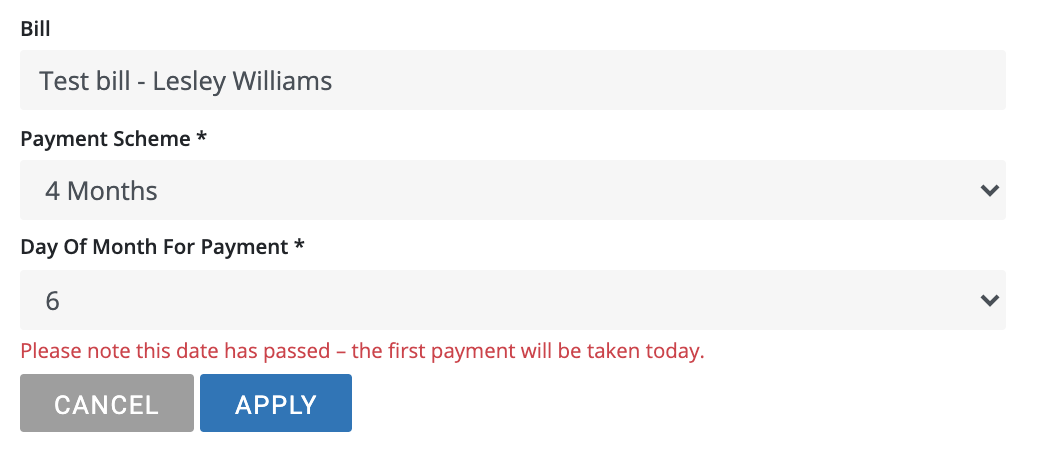 Bill
Test bill - Lesley Williams
Payment Scheme *
4 Months
Day Of Month For Payment *
6
Please note this date has passed – the first payment will be taken today.
CANCEL APPLY